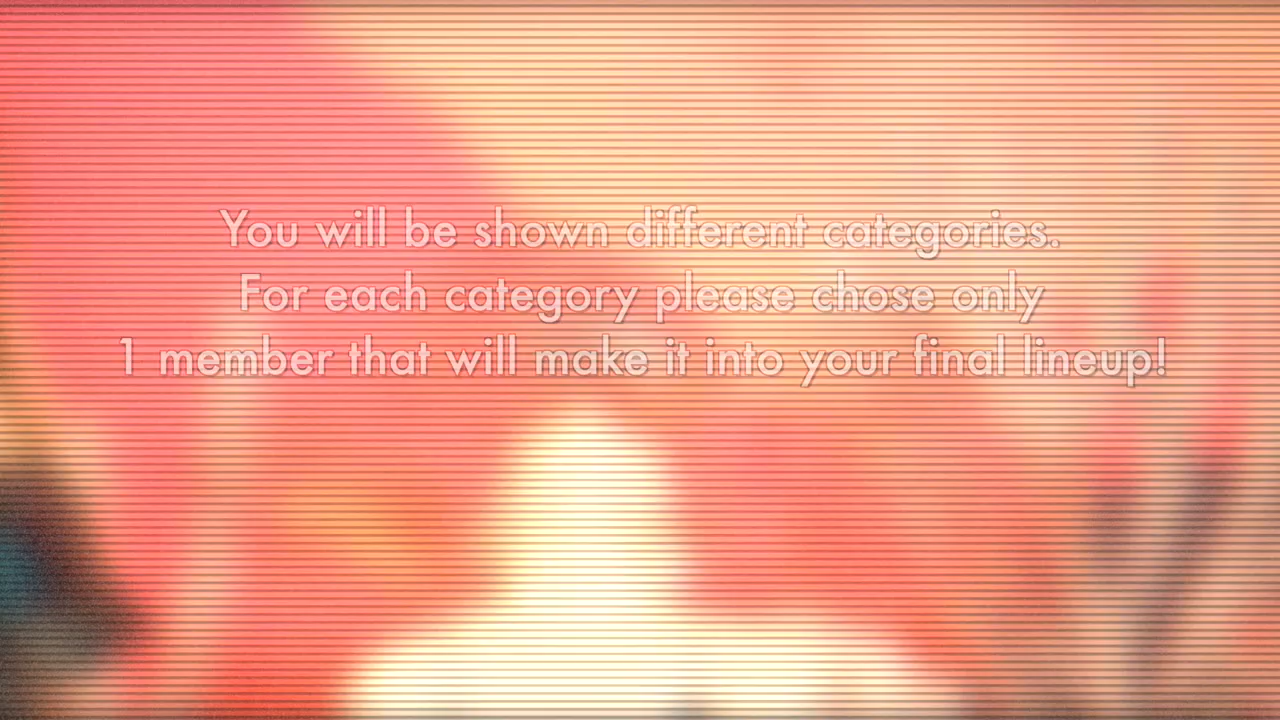 You will be shown different categories.
For each category please chose only
1 member that will make it into your final lineup!